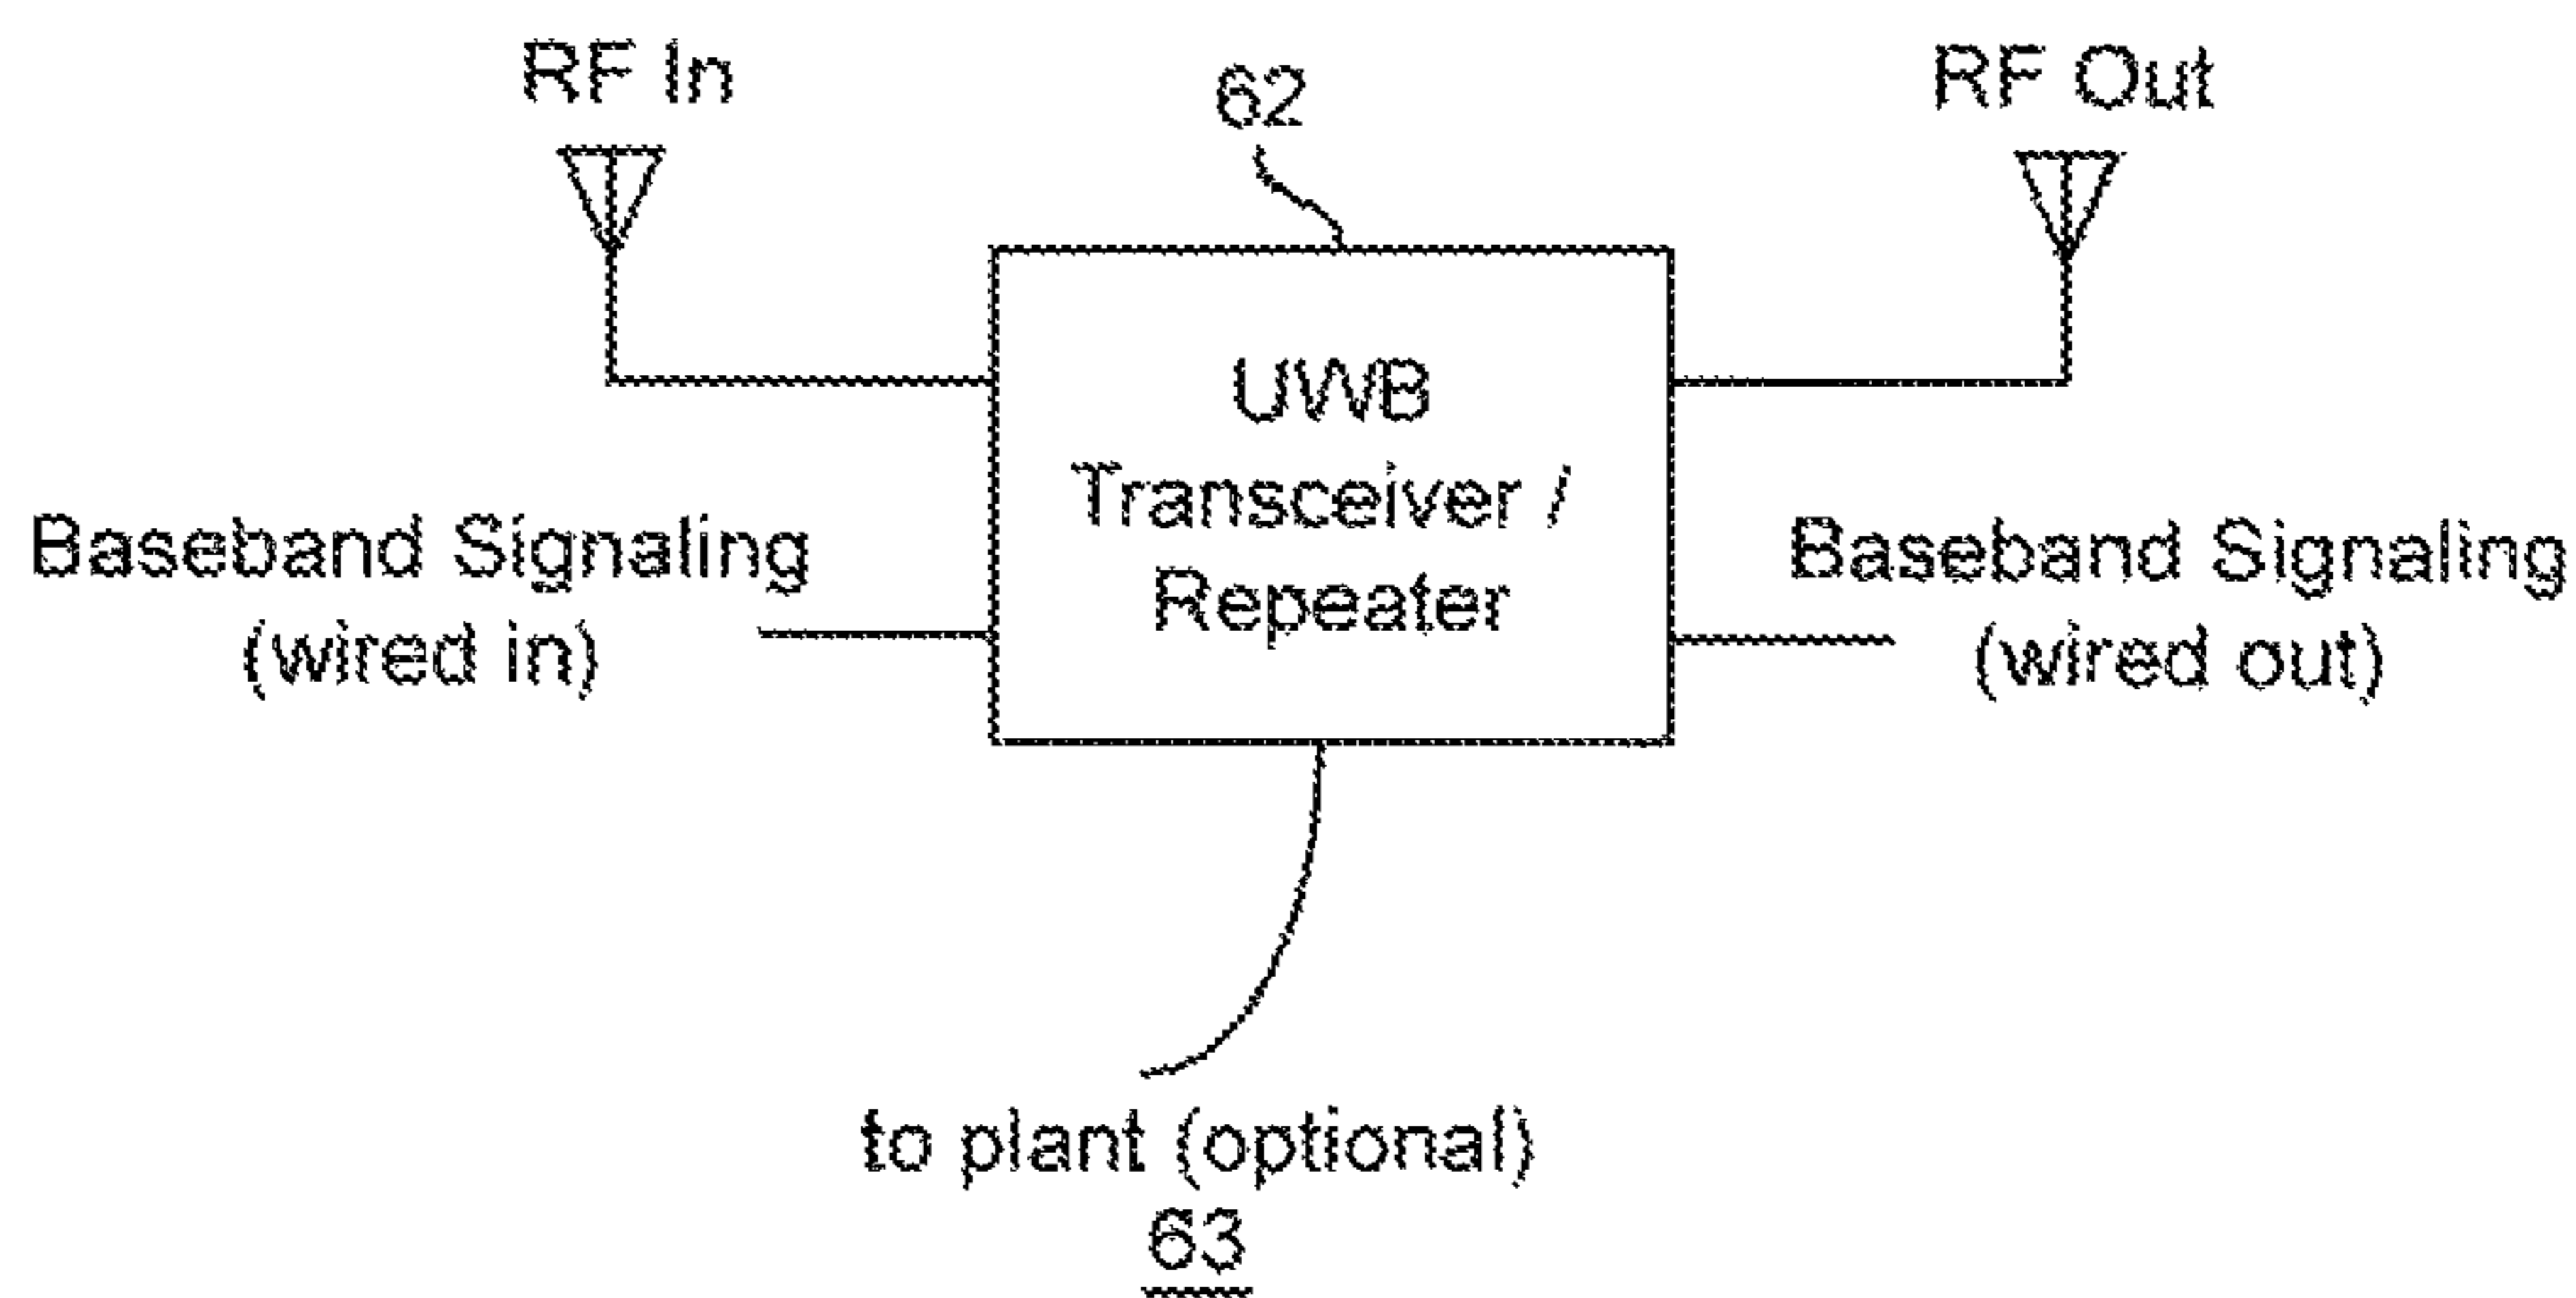 RF In
62
RF Out
UWB
Transceiver /
Repeater
Baseband Signaling
(wired in)
Baseband Signaling
(wired out)
to plant (optional)
63